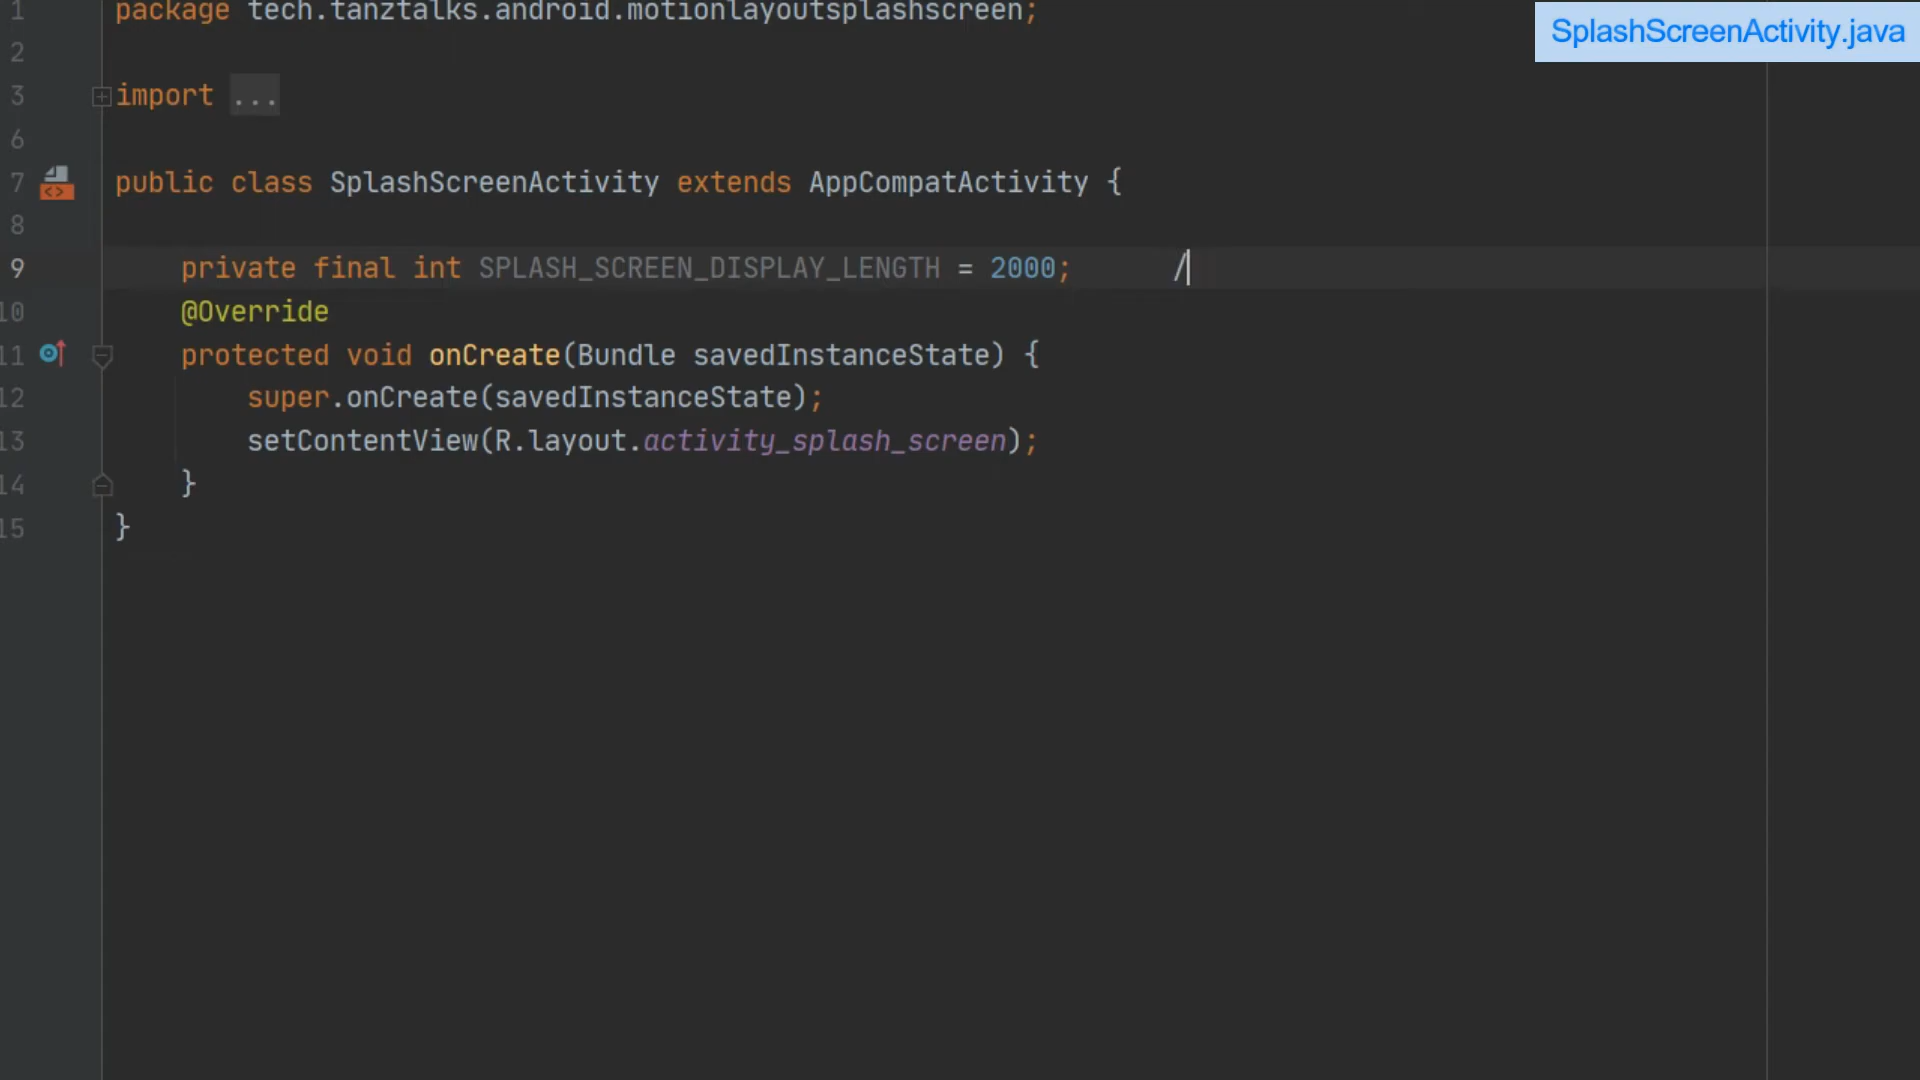 SplashScreenActivity.java
1 package tech.tanztalks.android.motionlayoutsplashscreen;
2
3 import ...
6
7 public class SplashScreenActivity extends AppCompatActivity {
8
9 private final int SPLASH_SCREEN_DISPLAY_LENGTH = 2000; /
10 @Override
11 protected void onCreate(Bundle savedInstanceState) {
12 super.onCreate(savedInstanceState);
13 setContentView(R.layout.activity_splash_screen);
14 }
15 }